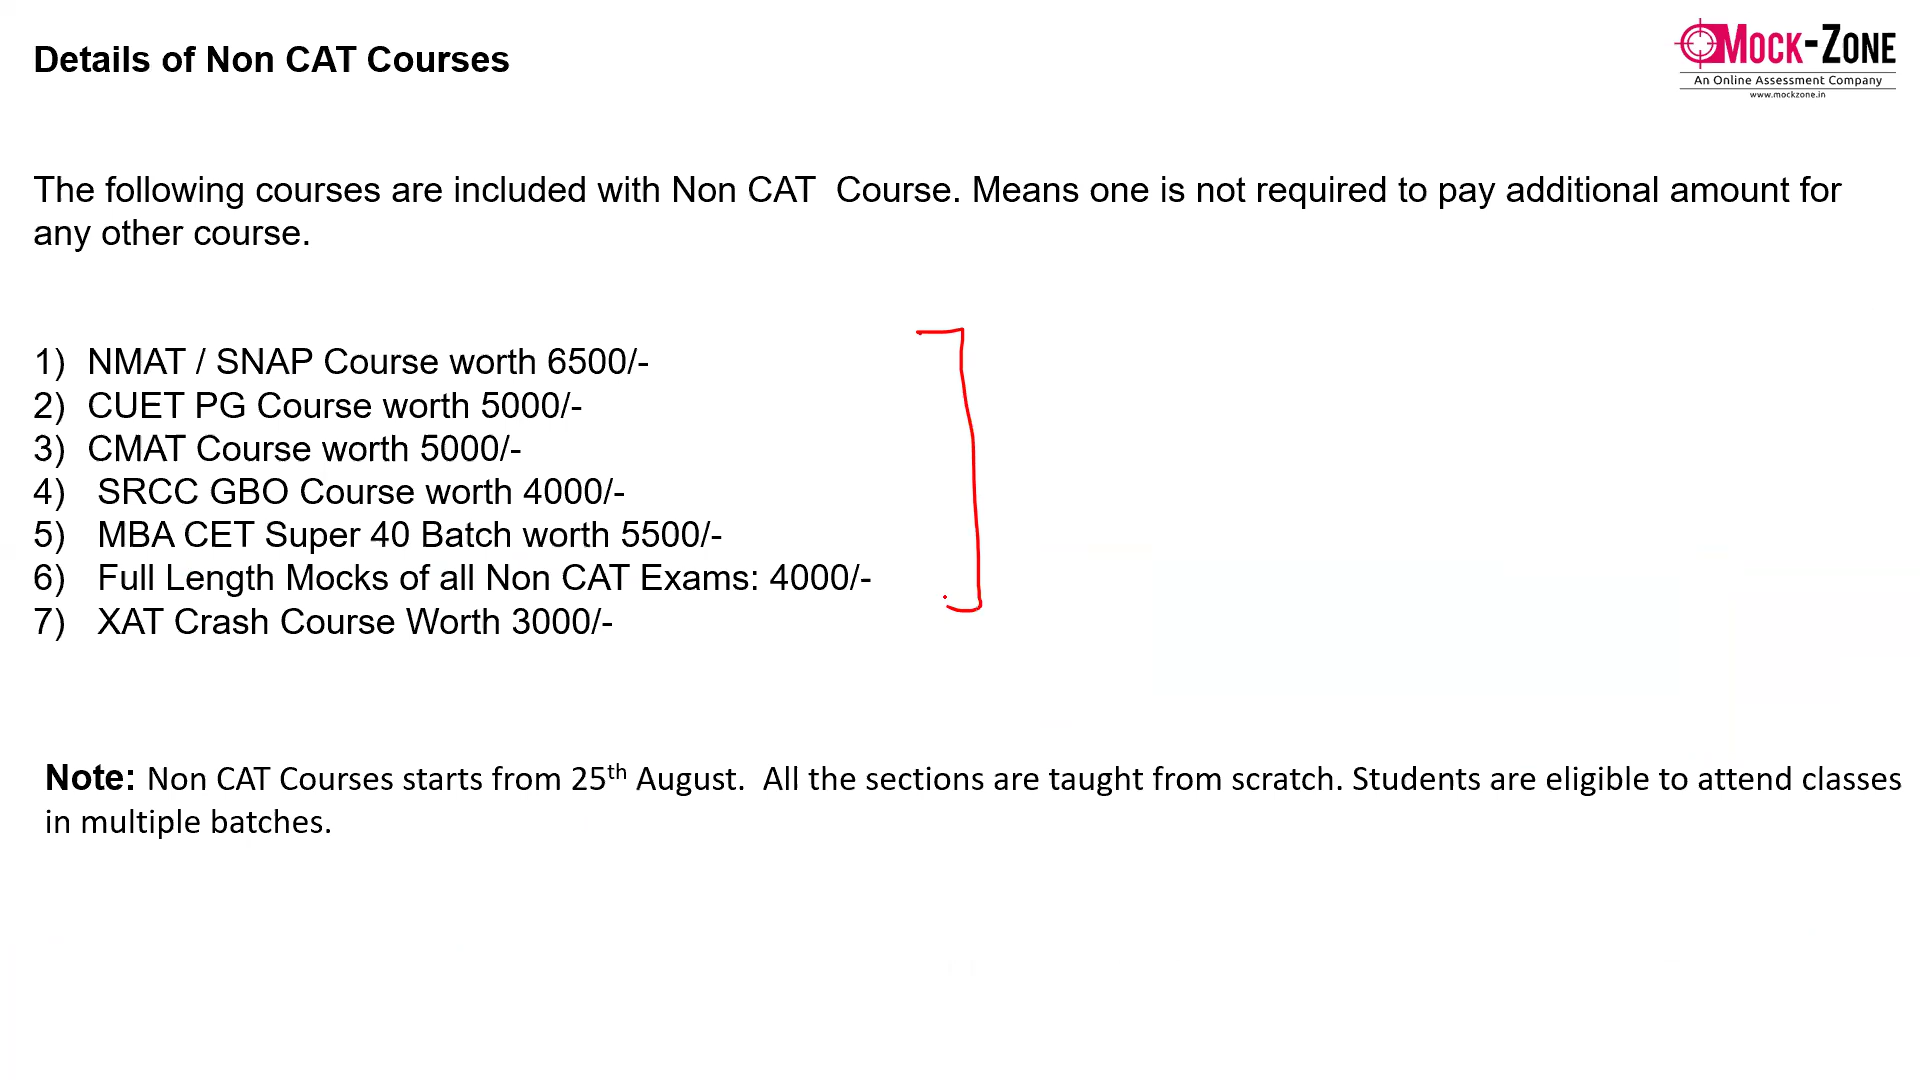 Details of Non CAT Courses
MOCK-ZONE
An Online Assessment Company
www.mockzone.in
The following courses are included with Non CAT  Course. Means one is not required to pay additional amount for
any other course.
1) NMAT / SNAP Course worth 6500/-
2) CUET PG Course worth 5000/-
3) CMAT Course worth 5000/-
4) SRCC GBO Course worth 4000/-
5) MBA CET Super 40 Batch worth 5500/-
6) Full Length Mocks of all Non CAT Exams: 4000/-
7) XAT Crash Course Worth 3000/-
Note: Non CAT Courses starts from 25th August.  All the sections are taught from scratch. Students are eligible to attend classes
in multiple batches.